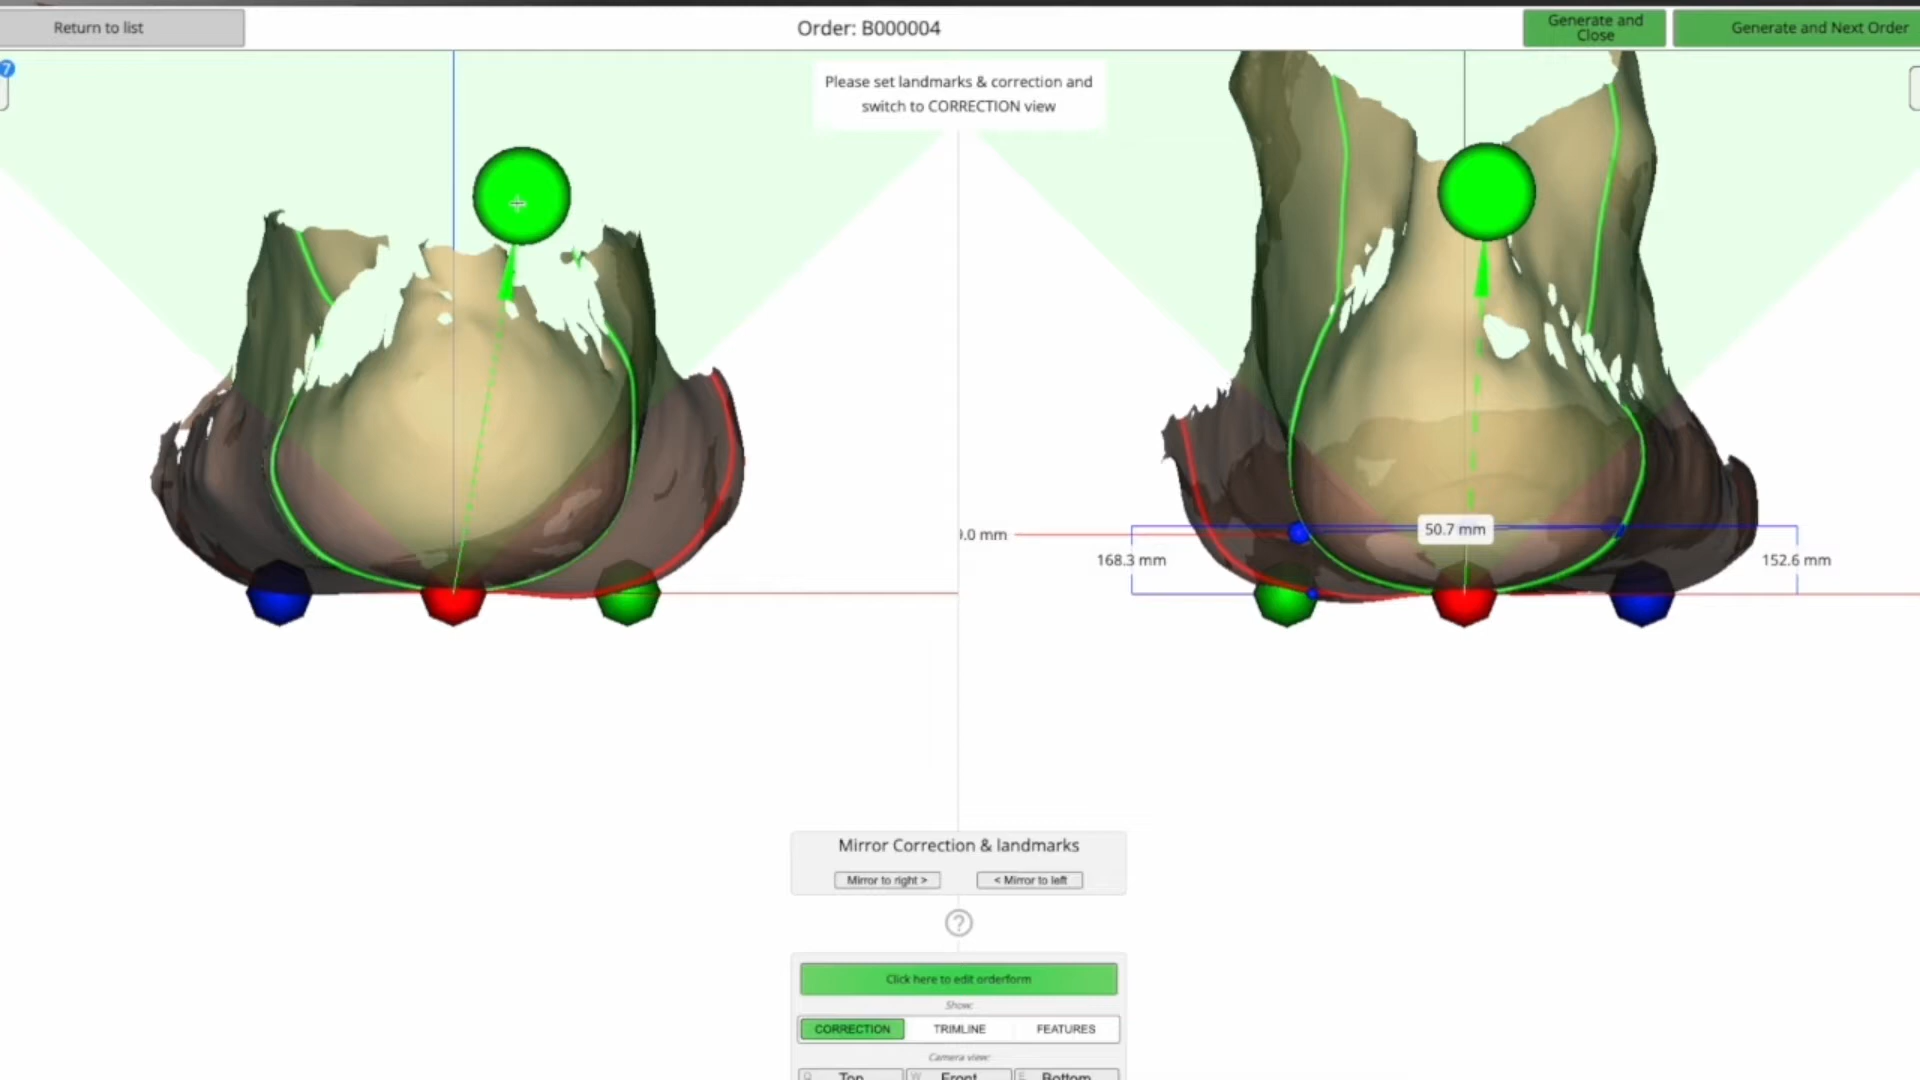 Return to list
Order: B000004
Generate and
Close
Generate and Next Order
7
Please set landmarks & correction and
switch to CORRECTION view
.0 mm
50.7 mm
168.3 mm
152.6 mm
Mirror Correction & landmarks
Mirror to right >
< Mirror to left
?
Click here to edit orderform
Show:
CORRECTION
TRIMLINE
FEATURES
Camera view:
Q
Top
W
Front
E
Bottom